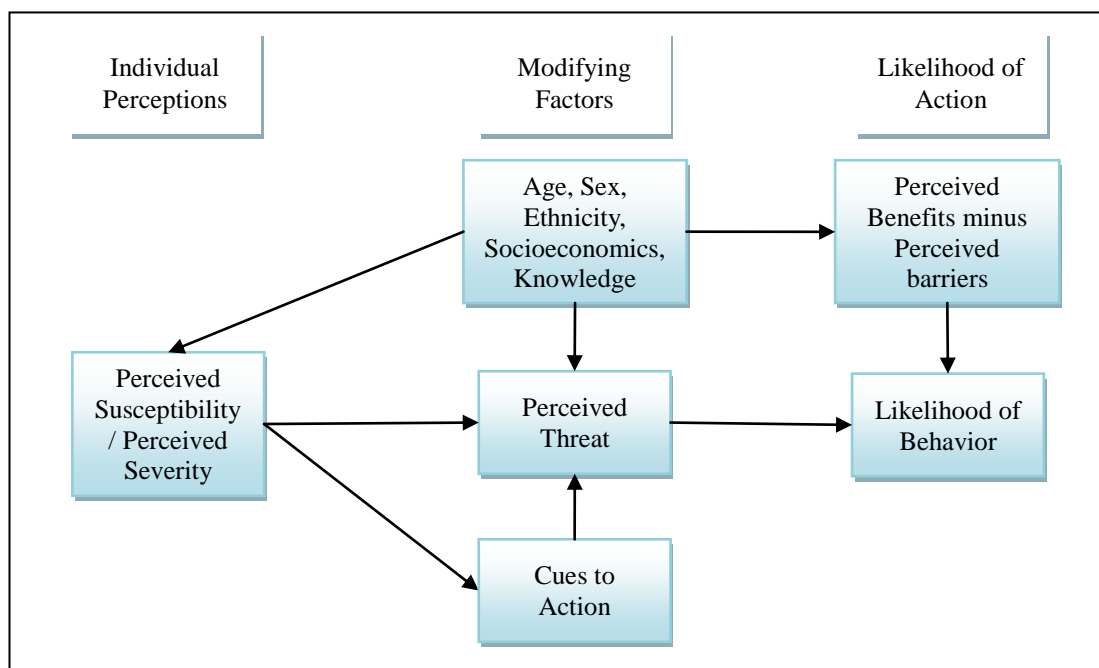 Individual
Perceptions
Modifying
Factors
Likelihood of
Action
Age, Sex,
Ethnicity,
Socioeconomics,
Knowledge
Perceived
Benefits minus
Perceived
barriers
Perceived
Susceptibility
/ Perceived
Severity
Perceived
Threat
Likelihood of
Behavior
Cues to
Action